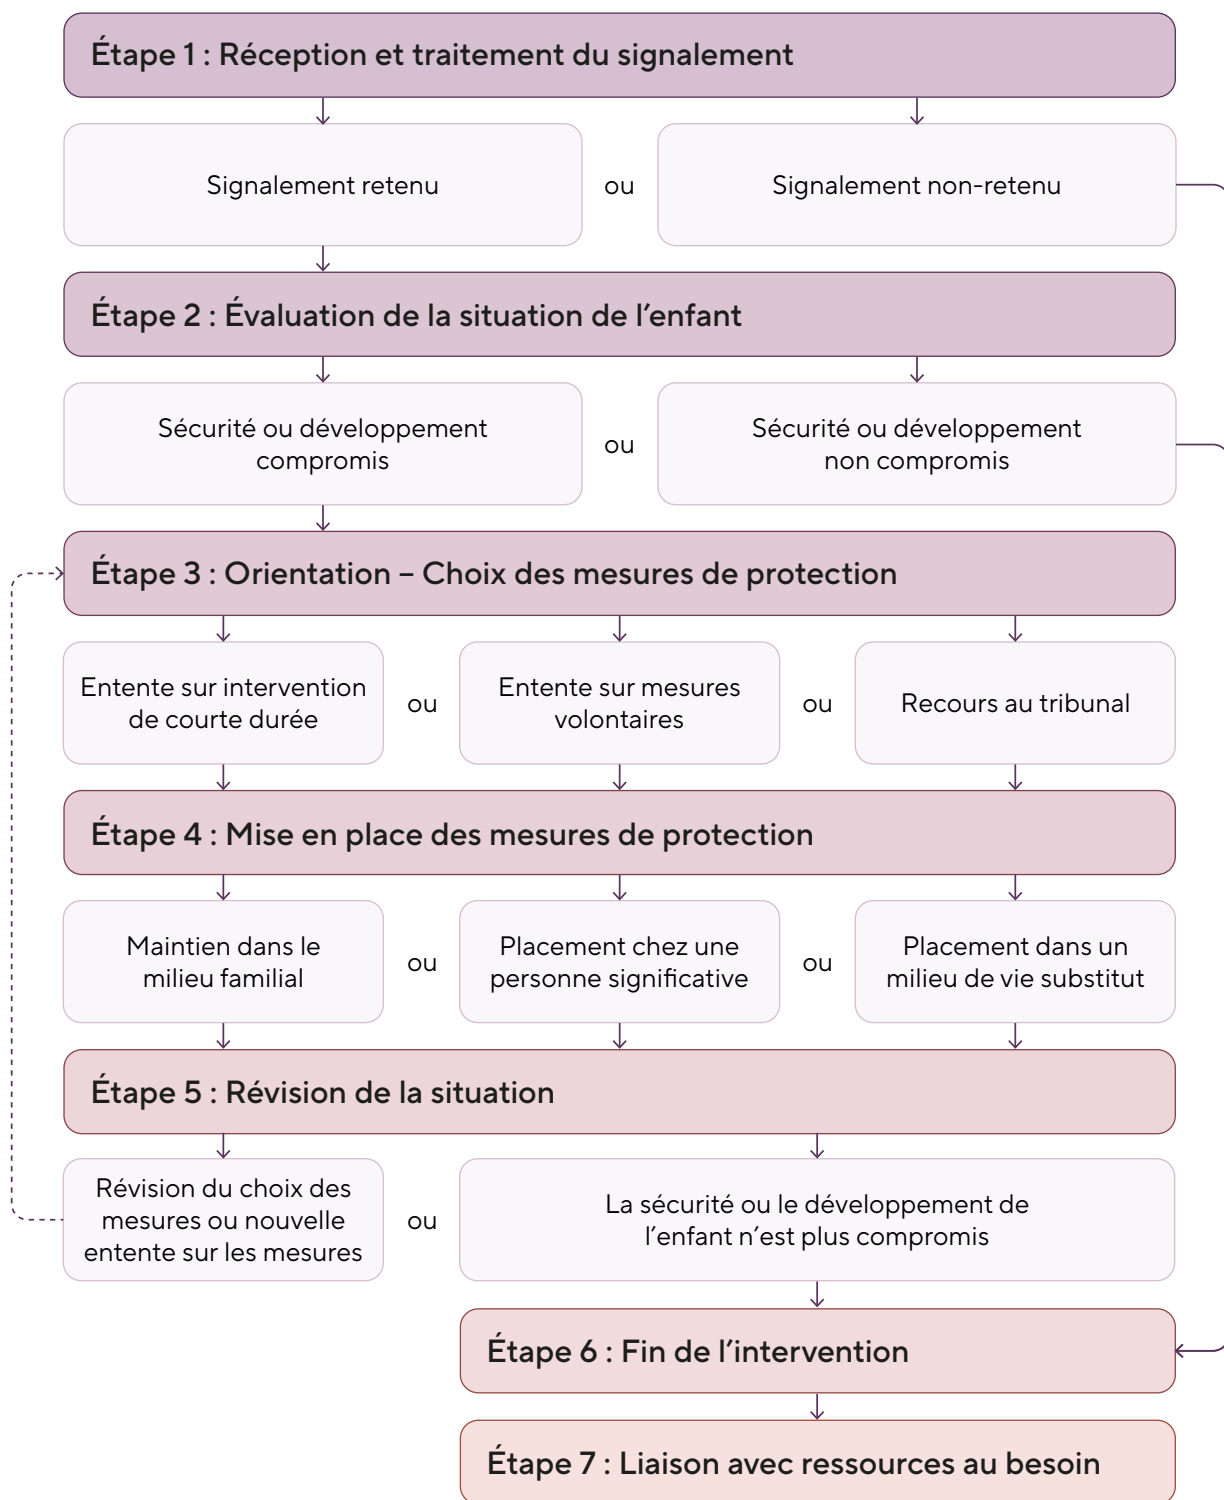 Étape 1 : Réception et traitement du signalement
Signalement retenu
ou
Signalement non-retenu
Étape 2 : Évaluation de la situation de l’enfant
Sécurité ou développement
compromis
ou
Sécurité ou développement
non compromis
Étape 3 : Orientation – Choix des mesures de protection
Entente sur intervention
de courte durée
ou
Entente sur mesures
volontaires
ou
Recours au tribunal
Étape 4 : Mise en place des mesures de protection
Maintien dans le
milieu familial
ou
Placement chez une
personne significative
ou
Placement dans un
milieu de vie substitut
Étape 5 : Révision de la situation
Révision du choix des
mesures ou nouvelle
entente sur les mesures
ou
La sécurité ou le développement de
l’enfant n’est plus compromis
Étape 6 : Fin de l’intervention
Étape 7 : Liaison avec ressources au besoin